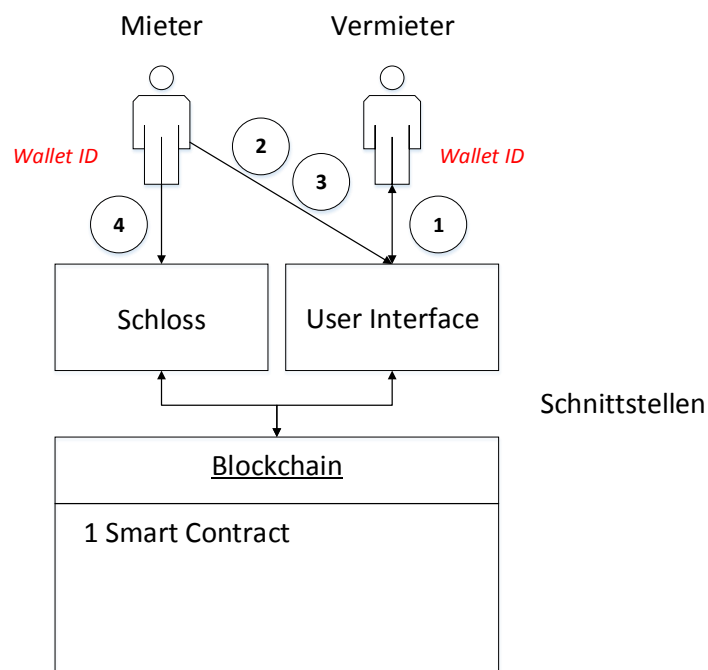 Mieter
Vermieter
Wallet ID
2
Wallet ID
3
4
1
Schloss
User Interface
Schnittstellen
Blockchain
1 Smart Contract